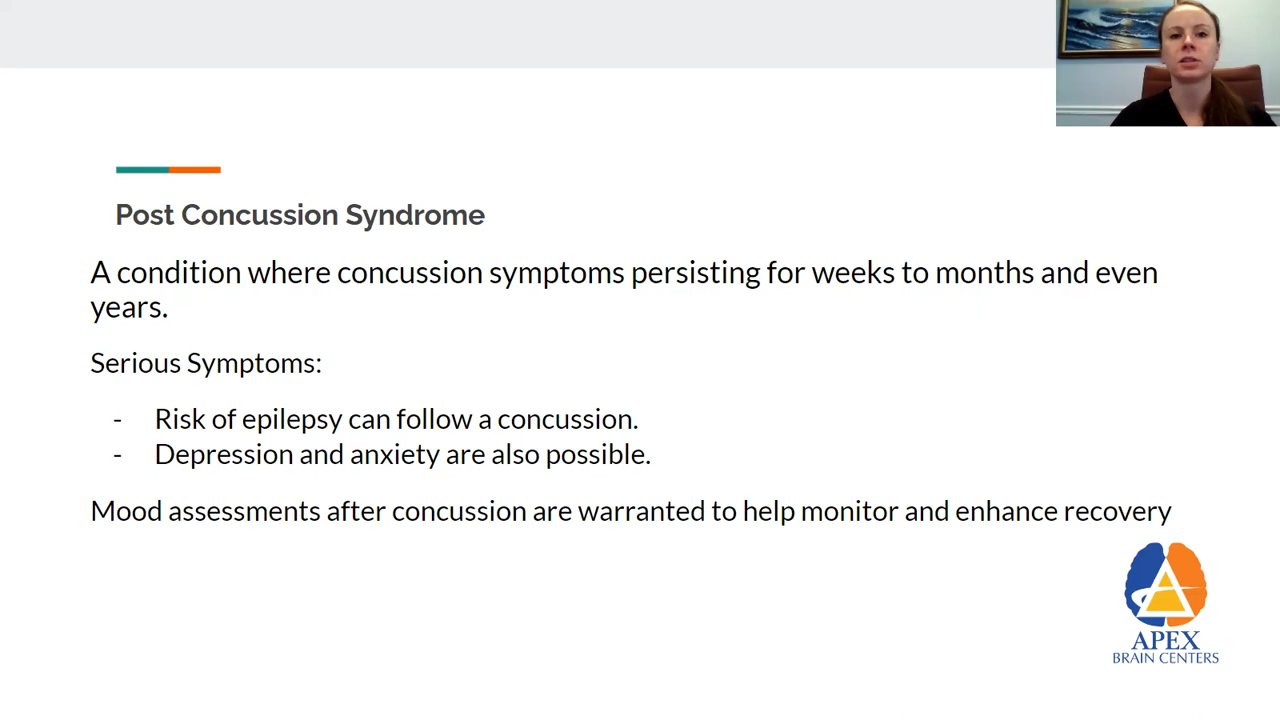 Post Concussion Syndrome
A condition where concussion symptoms persisting for weeks to months and even
years.
Serious Symptoms:
- Risk of epilepsy can follow a concussion.
- Depression and anxiety are also possible.
Mood assessments after concussion are warranted to help monitor and enhance recovery
APEX
BRAIN CENTERS